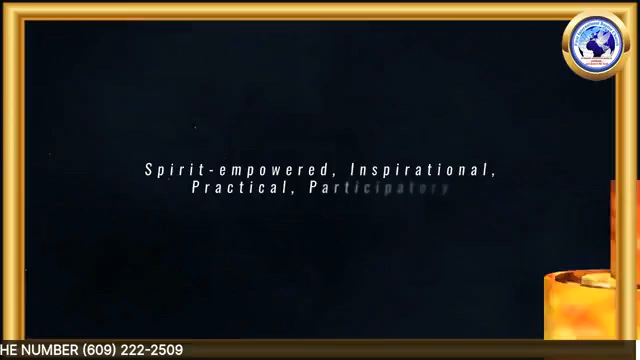 Spirit-empowered, Inspirational,
Practical, Participatory
HE NUMBER (609) 222-2509